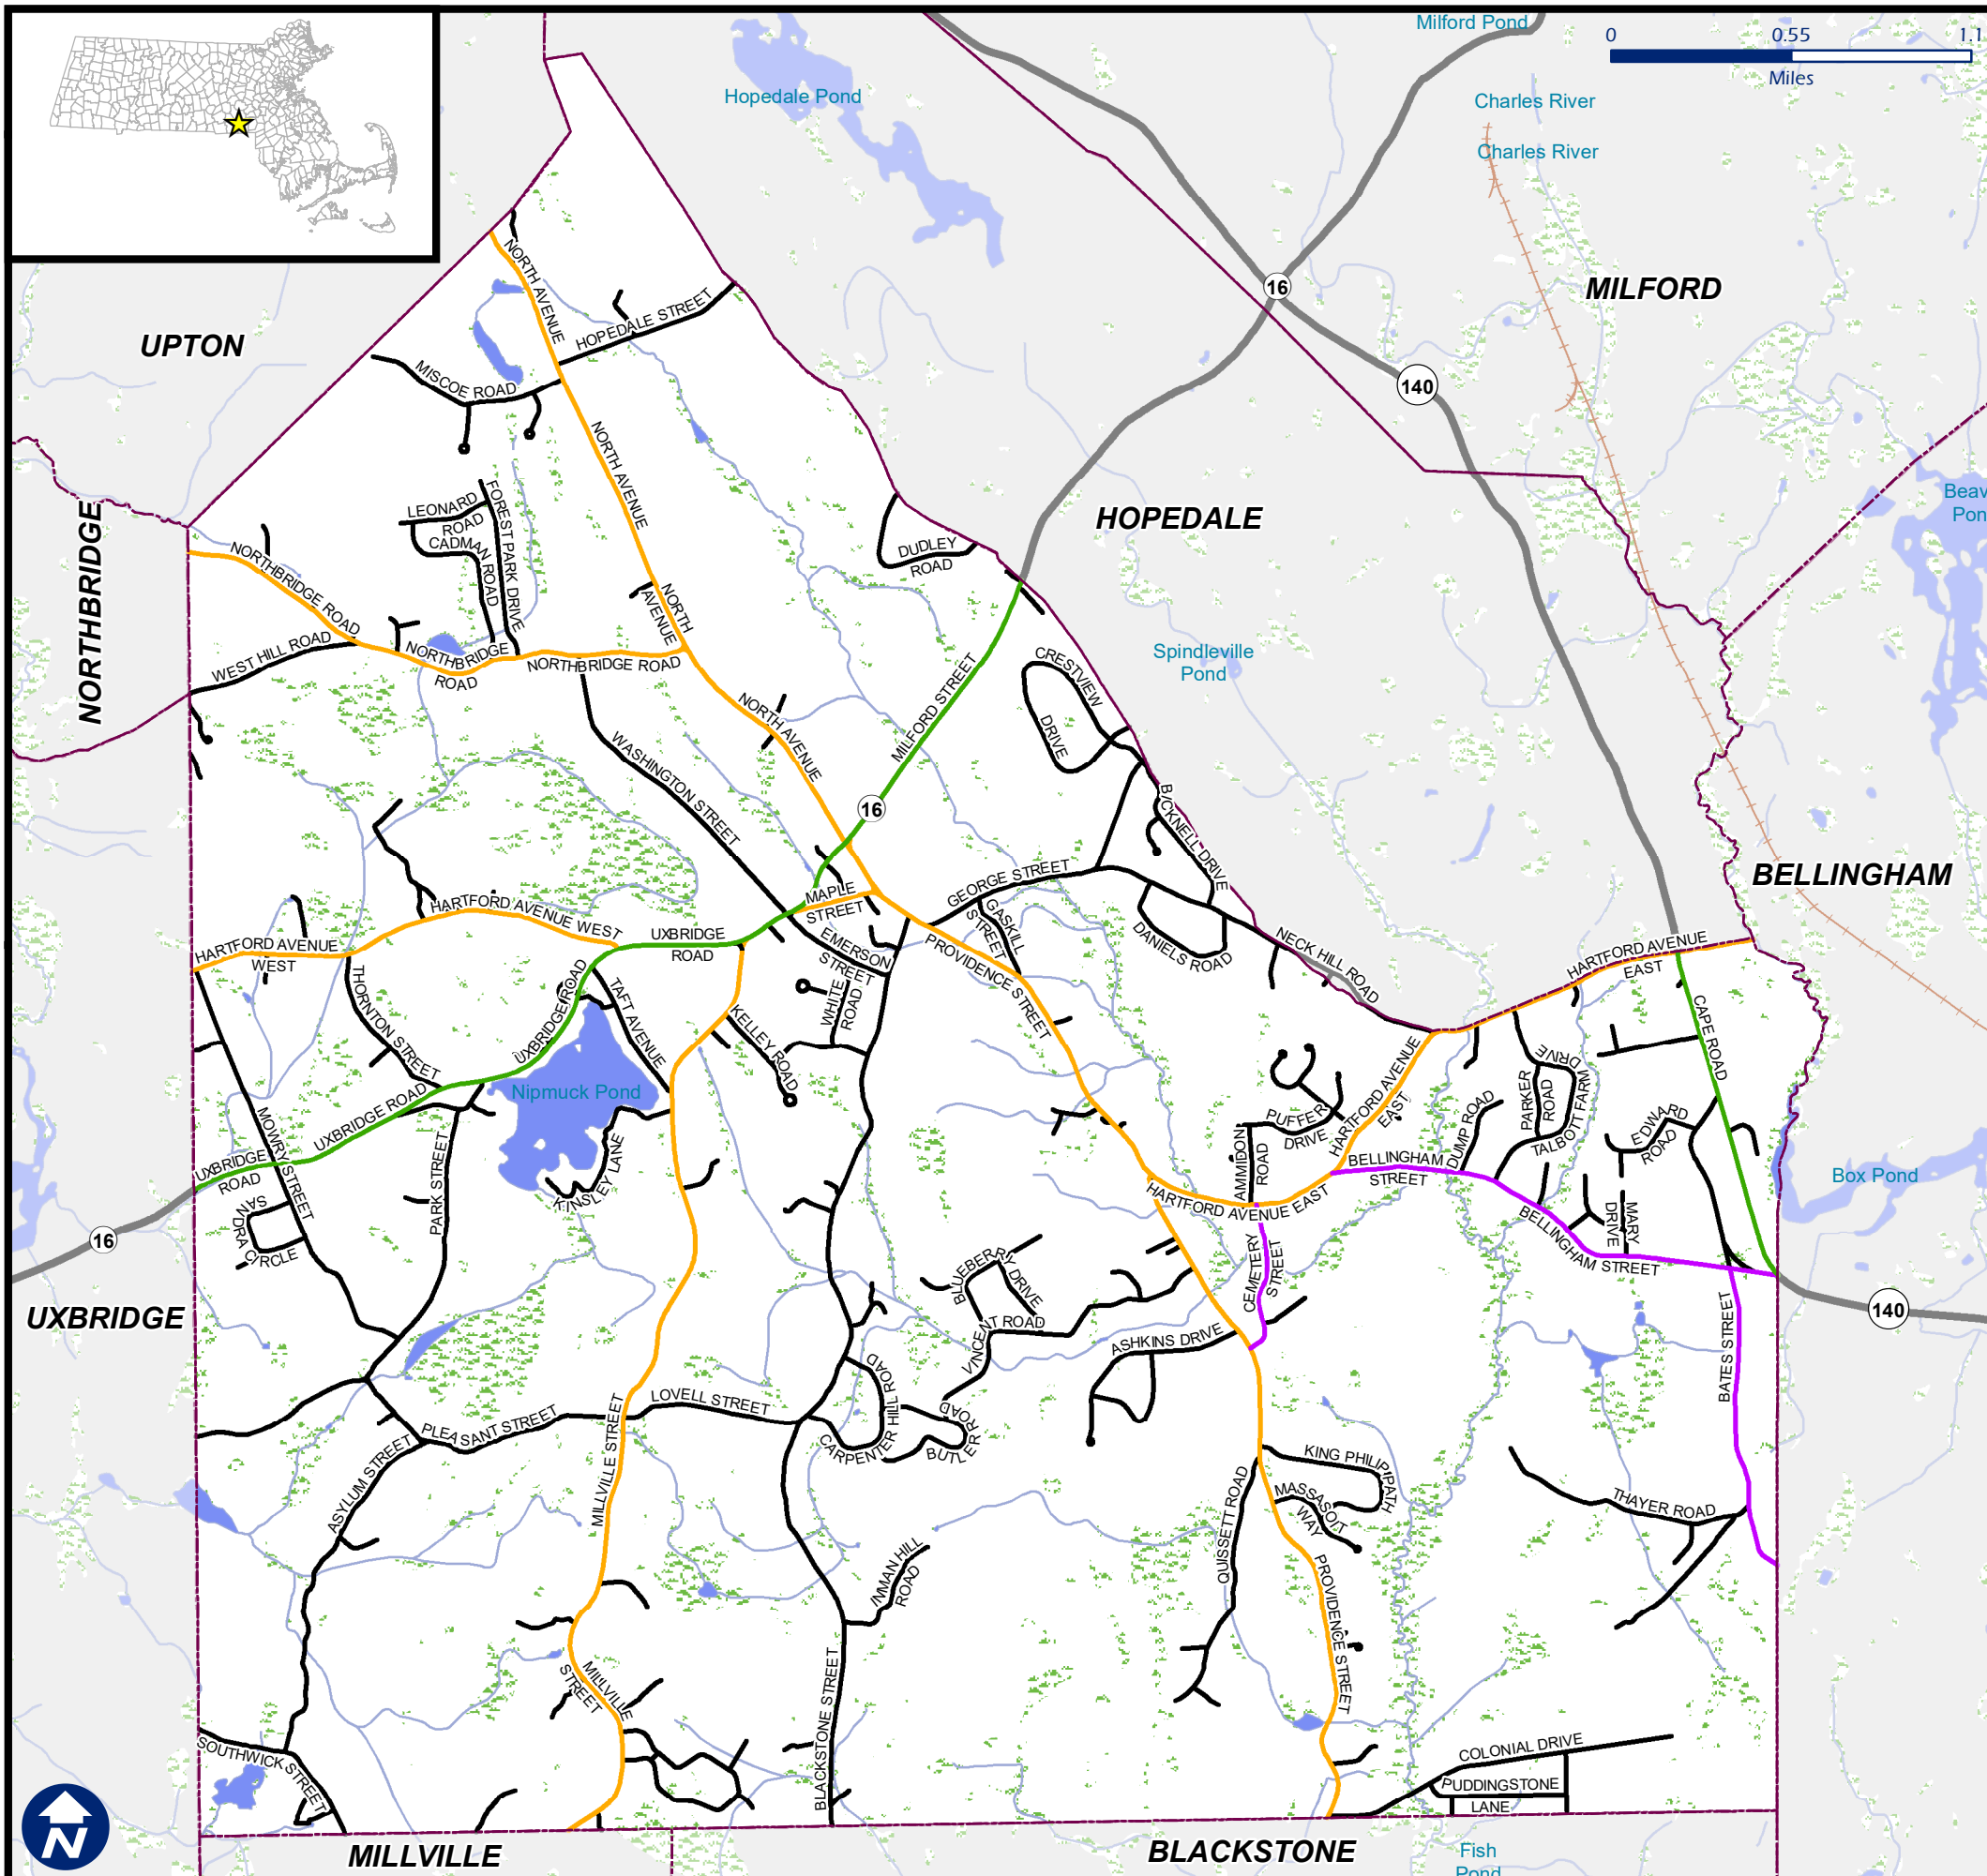 Milford Pond
0 0.55 1.1
Miles
Hopedale Pond
Charles River
Charles River
16
MILFORD
UPTON
NORTH AVENUE
HOPEDALE STREET
MISCOE ROAD
140
NORTH AVENUE
HOPEDALE
NORTHBRIDGE
LEONARD
ROAD
CADMAN ROAD
FOREST PARK DRIVE
DUDLEY
ROAD
NORTHBRIDGE ROAD
NORTH
AVENUE
WEST HILL ROAD
NORTHBRIDGE
ROAD
NORTHBRIDGE ROAD
Spindleville
Pond
CRESTVIEW
DRIVE
NORTH AVENUE
MILFORD STREET
WASHINGTON STREET
16
BICKNELL DRIVE
BELLINGHAM
GEORGE STREET
MAPLE
STREET
HARTFORD AVENUE WEST
HARTFORD AVENUE
WEST
UXBRIDGE
ROAD
EMERSON
STREET
GASKILL
STREET
DANIELS ROAD
NECK HILL ROAD
HARTFORD AVENUE
EAST
PROVIDENCE STREET
WHITE
ROAD
THORNTON STREET
UXBRIDGE ROAD
TAFT AVENUE
KELLEY ROAD
CAPE ROAD
Nipmuck Pond
MOWRY STREET
UXBRIDGE ROAD
UXBRIDGE
ROAD
HARTFORD AVENUE
EAST
DRIVE
PARKER
ROAD
TALBOTT FARM
EDWARD
ROAD
DUMP ROAD
PUFFER
DRIVE
AMMIDON
ROAD
BELLINGHAM
STREET
Box Pond
PARK STREET
KINSLEY LANE
SANDRA CIRCLE
HARTFORD AVENUE EAST
MARY
DRIVE
BELLINGHAM STREET
16
CEMETERY
STREET
BLUEBERRY DRIVE
VINCENT ROAD
ASHKINS DRIVE
UXBRIDGE
140
BATES STREET
LOVELL STREET
PLEASANT STREET
CARPENTER HILL ROAD
BUTLER ROAD
ASYLUM STREET
MILLVILLE STREET
KING PHILIP PATH
MASSASOIT
WAY
QUISSETT ROAD
THAYER ROAD
INMAN HILL
ROAD
PROVIDENCE STREET
MILLVILLE
STREET
BLACKSTONE STREET
SOUTHWICK STREET
COLONIAL DRIVE
PUDDINGSTONE
LANE
N
MILLVILLE
BLACKSTONE
Fish